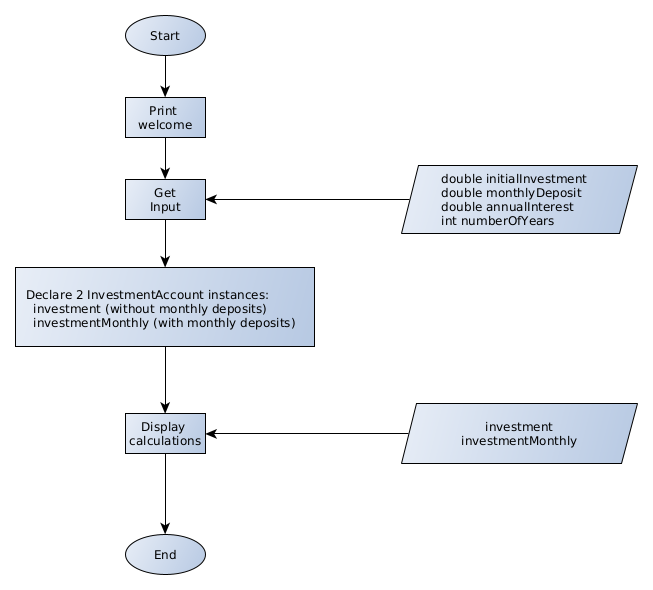 Start
Print
welcome
Get
Input
double initialInvestment
double monthlyDeposit
double annualInterest
int numberOfYears
Declare 2 InvestmentAccount instances:
investment (without monthly deposits)
investmentMonthly (with monthly deposits)
Display
calculations
investment
investmentMonthly
End